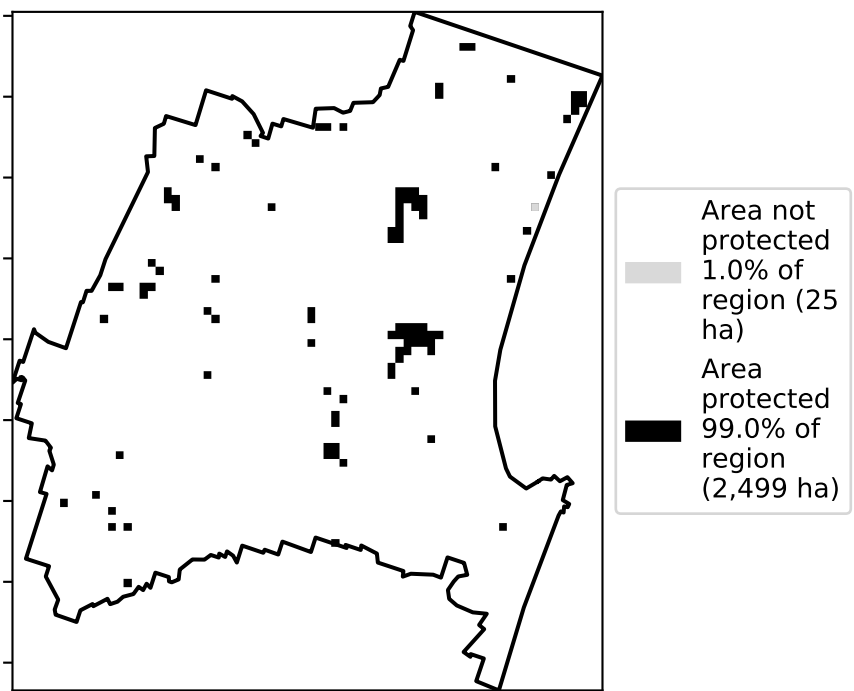 Area not
protected
1.0% of
region (25
ha)
Area
protected
99.0% of
region
(2,499 ha)